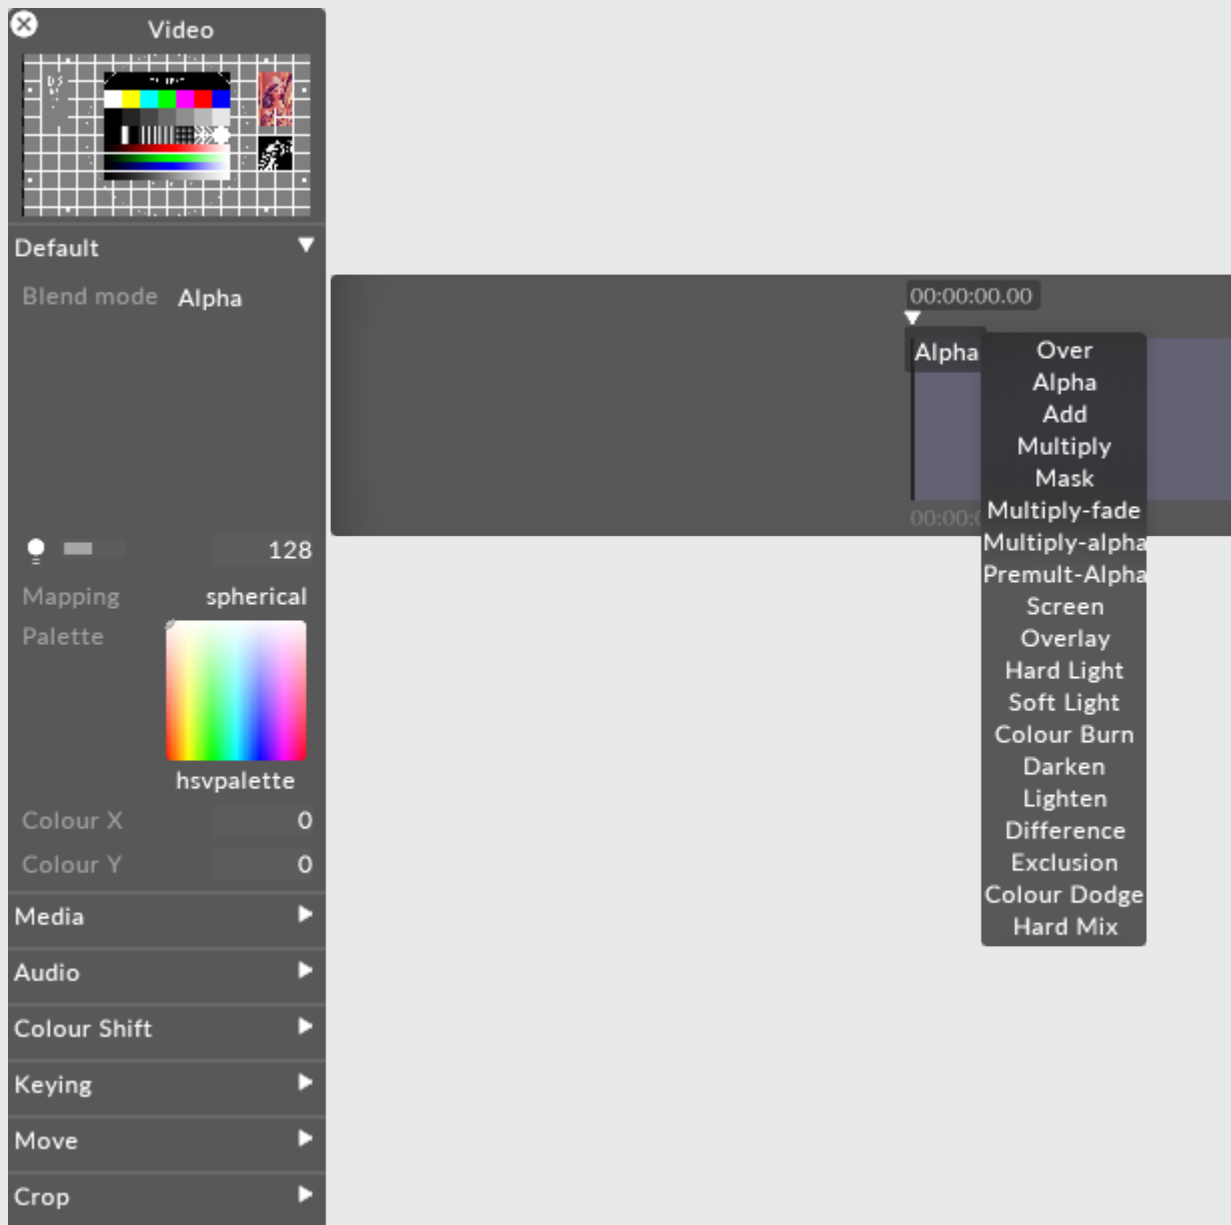 Video
Default
Blend mode Alpha
00:00:00.00
Alpha
Over
Alpha
Add
Multiply
Mask
Multiply-fade
Multiply-alpha
Premult-Alpha
Screen
Overlay
Hard Light
Soft Light
Colour Burn
Darken
Lighten
Difference
Exclusion
Colour Dodge
Hard Mix
128
Mapping spherical
Palette
hsvpalette
Colour X 0
Colour Y 0
Media
Audio
Colour Shift
Keying
Move
Crop